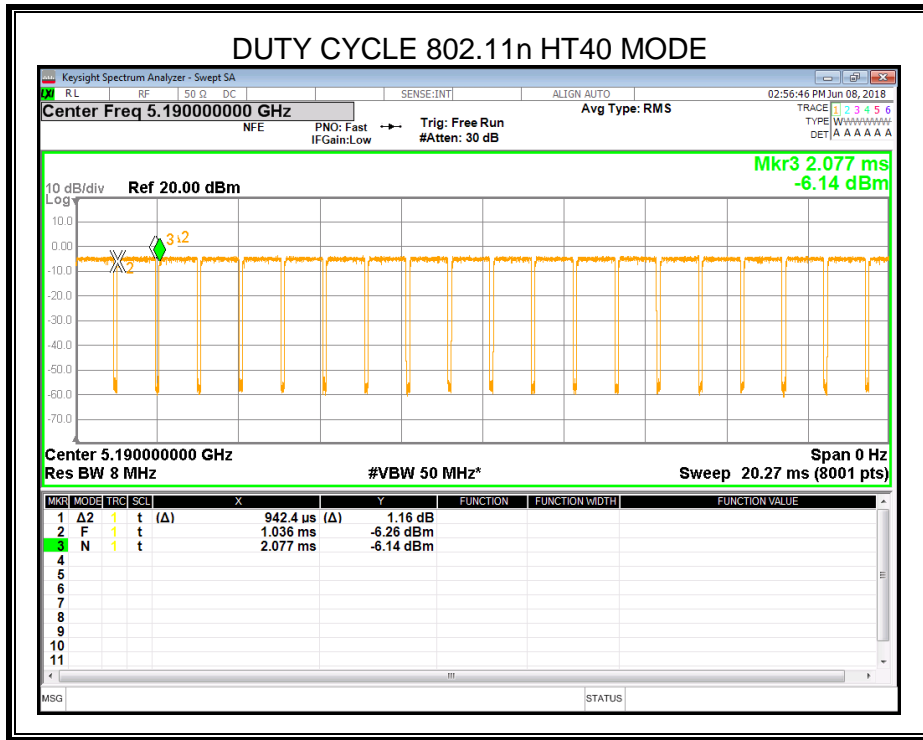 DUTY CYCLE 802.11n HT40 MODE
Keysight Spectrum Analyzer - Swept SA
LXI RL RF 50 Ω DC SENSE:INT ALIGN AUTO 02:56:46 PM Jun 08, 2018
Center Freq 5.190000000 GHz Avg Type: RMS TRACE 1 2 3 4 5 6
NFE PNO: Fast Trig: Free Run TYPE WWWWWWW
IFGain:Low #Atten: 30 dB DET A A A A A A
Mkr3 2.077 ms
10 dB/div Ref 20.00 dBm -6.14 dBm
Log
10.0
3 Δ2
0.00
2
-10.0
-20.0
-30.0
-40.0
-50.0
-60.0
-70.0
Center 5.190000000 GHz Span 0 Hz
Res BW 8 MHz #VBW 50 MHz* Sweep 20.27 ms (8001 pts)
MKR MODE TRC SCL X Y FUNCTION FUNCTION WIDTH FUNCTION VALUE
1 Δ2 1 t (Δ) 942.4 µs (Δ) 1.16 dB
2 F 1 t 1.036 ms -6.26 dBm
3 N 1 t 2.077 ms -6.14 dBm
4
5
6
7
8
9
10
11
MSG STATUS